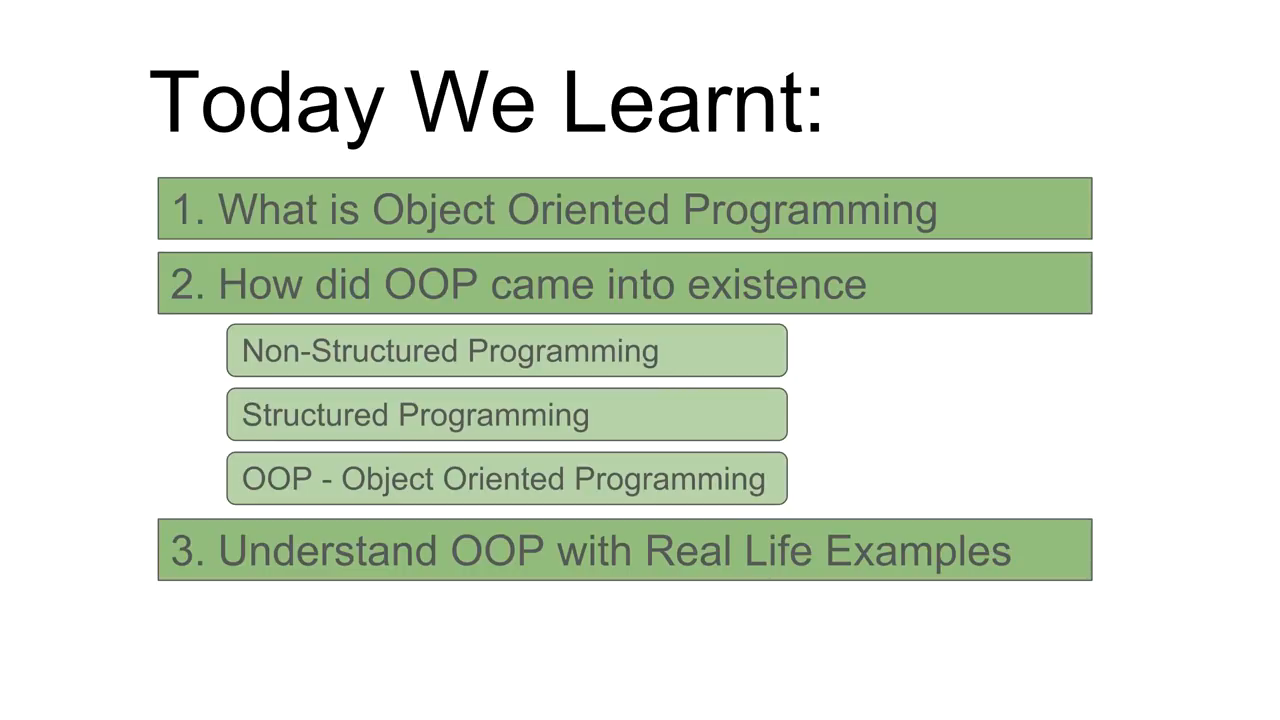 Today We Learnt:
1. What is Object Oriented Programming
2. How did OOP came into existence
Non-Structured Programming
Structured Programming
OOP - Object Oriented Programming
3. Understand OOP with Real Life Examples